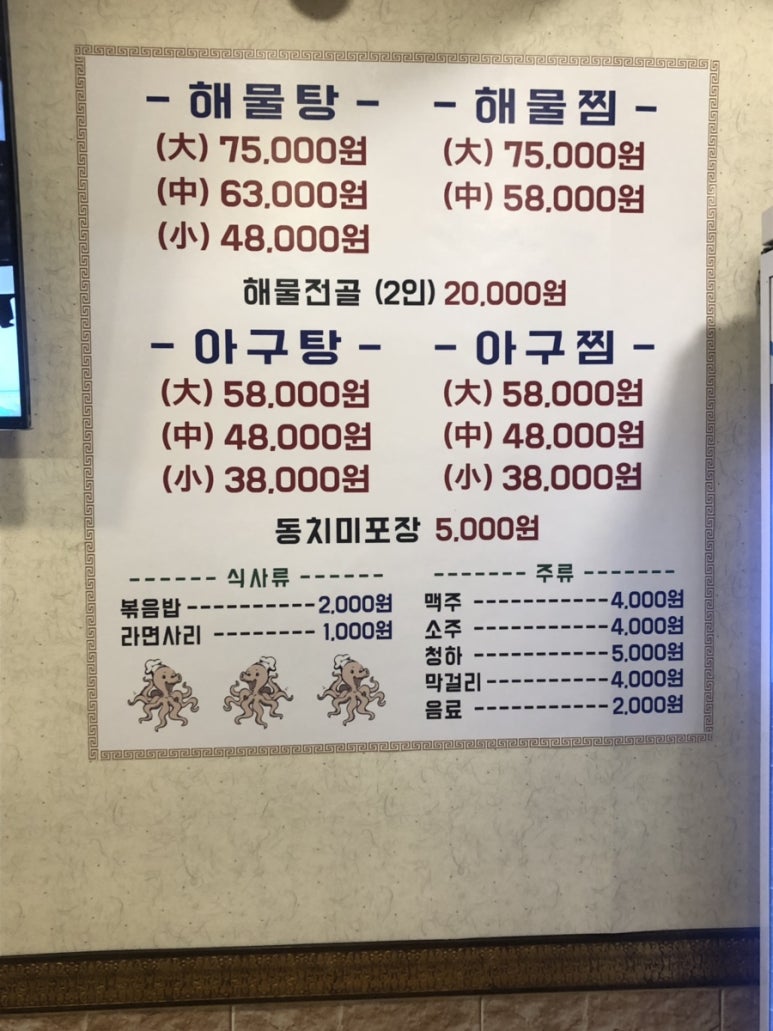 - 해물탕 -
(大) 75,000원
(中) 63,000원
(小) 48,000원
- 해물찜 -
(大) 75,000원
(中) 58,000원
해물전골 (2인) 20,000원
- 아구탕 -
(大) 58,000원
(中) 48,000원
(小) 38,000원
- 아구찜 -
(大) 58,000원
(中) 48,000원
(小) 38,000원
동치미포장 5,000원
------ 식사류 ------
볶음밥 ---------- 2,000원
라면사리 -------- 1,000원
------- 주류 -------
맥주 ----------- 4,000원
소주 ----------- 4,000원
청하 ----------- 5,000원
막걸리 ---------- 4,000원
음료 ----------- 2,000원